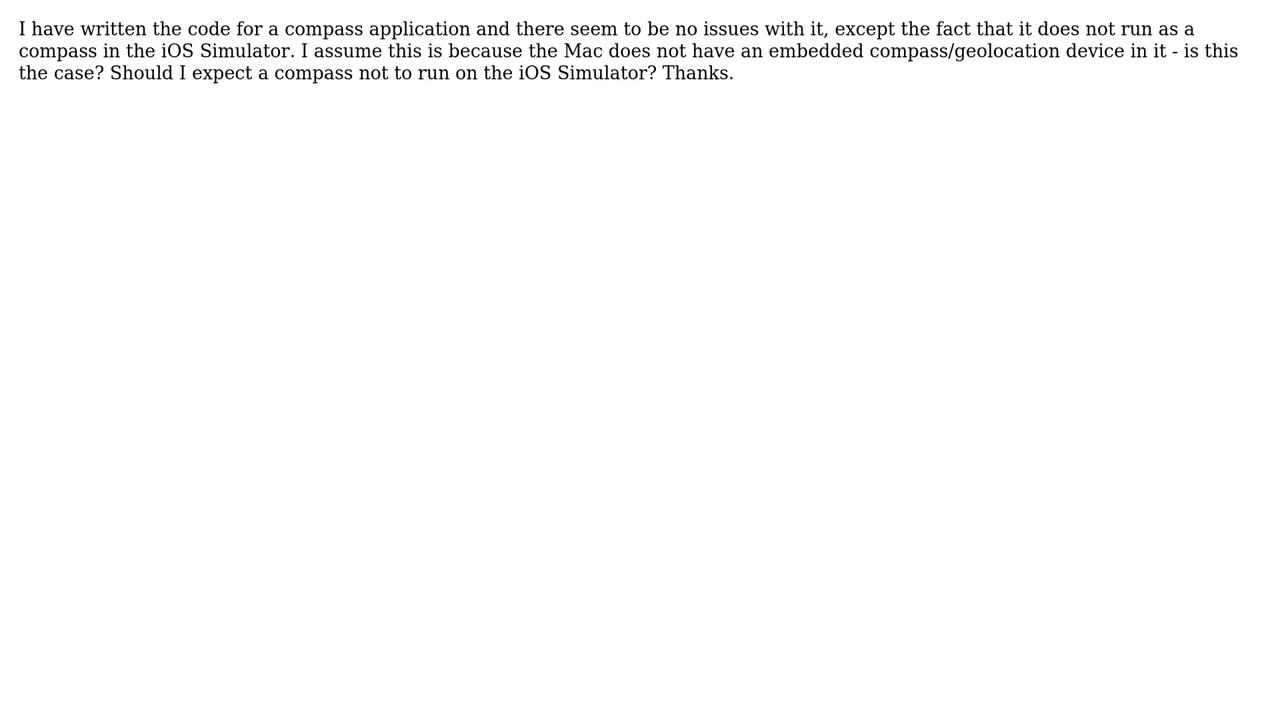 I have written the code for a compass application and there seem to be no issues with it, except the fact that it does not run as a
compass in the iOS Simulator. I assume this is because the Mac does not have an embedded compass/geolocation device in it - is this
the case? Should I expect a compass not to run on the iOS Simulator? Thanks.